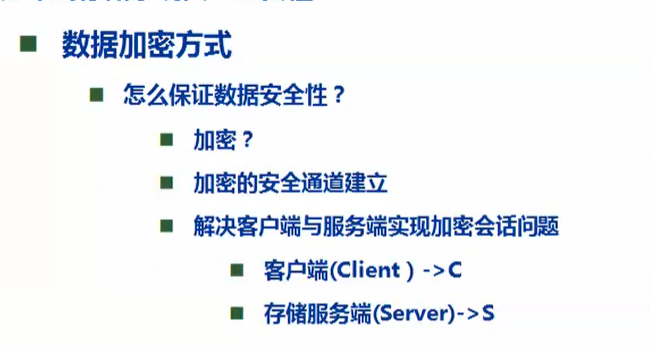 数据加密方式
怎么保证数据安全性？
加密？
加密的安全通道建立
解决客户端与服务端实现加密会话问题
客户端(Client ) ->C
存储服务端(Server)->S